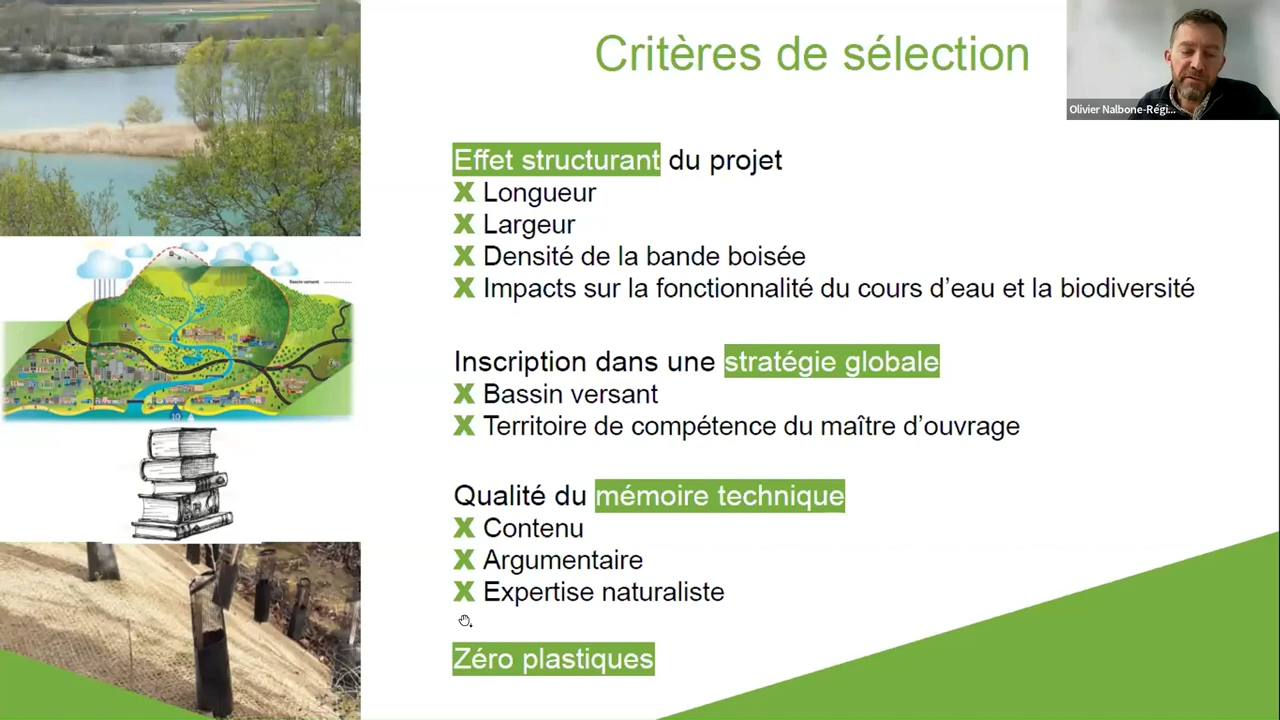 Critères de sélection
Olivier Nalbone-Régi...
Effet structurant du projet
X Longueur
X Largeur
X Densité de la bande boisée
X Impacts sur la fonctionnalité du cours d’eau et la biodiversité
Bassin versant
Inscription dans une stratégie globale
X Bassin versant
X Territoire de compétence du maître d’ouvrage
Qualité du mémoire technique
X Contenu
X Argumentaire
X Expertise naturaliste
Zéro plastiques